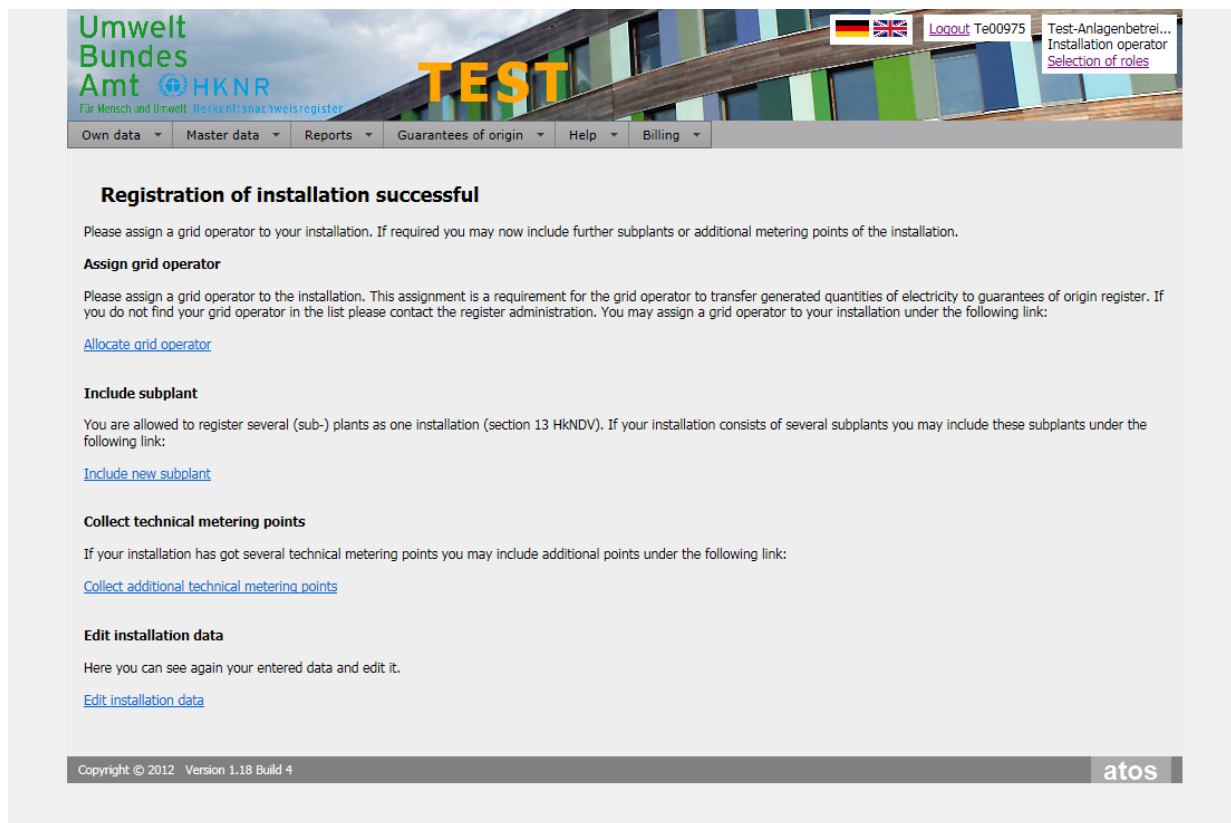 Umwelt
Bundes
Amt HKNR
Für Mensch und Umwelt Herkunftsnachweisregister
TEST
Logout Te00975
Test-Anlagenbetrei...
Installation operator
Selection of roles
Own data Master data Reports Guarantees of origin Help Billing
Registration of installation successful
Please assign a grid operator to your installation. If required you may now include further subplants or additional metering points of the installation.
Assign grid operator
Please assign a grid operator to the installation. This assignment is a requirement for the grid operator to transfer generated quantities of electricity to guarantees of origin register. If
you do not find your grid operator in the list please contact the register administration. You may assign a grid operator to your installation under the following link:
Allocate grid operator
Include subplant
You are allowed to register several (sub-) plants as one installation (section 13 HkNDV). If your installation consists of several subplants you may include these subplants under the
following link:
Include new subplant
Collect technical metering points
If your installation has got several technical metering points you may include additional points under the following link:
Collect additional technical metering points
Edit installation data
Here you can see again your entered data and edit it.
Edit installation data
Copyright © 2012 Version 1.18 Build 4
atos